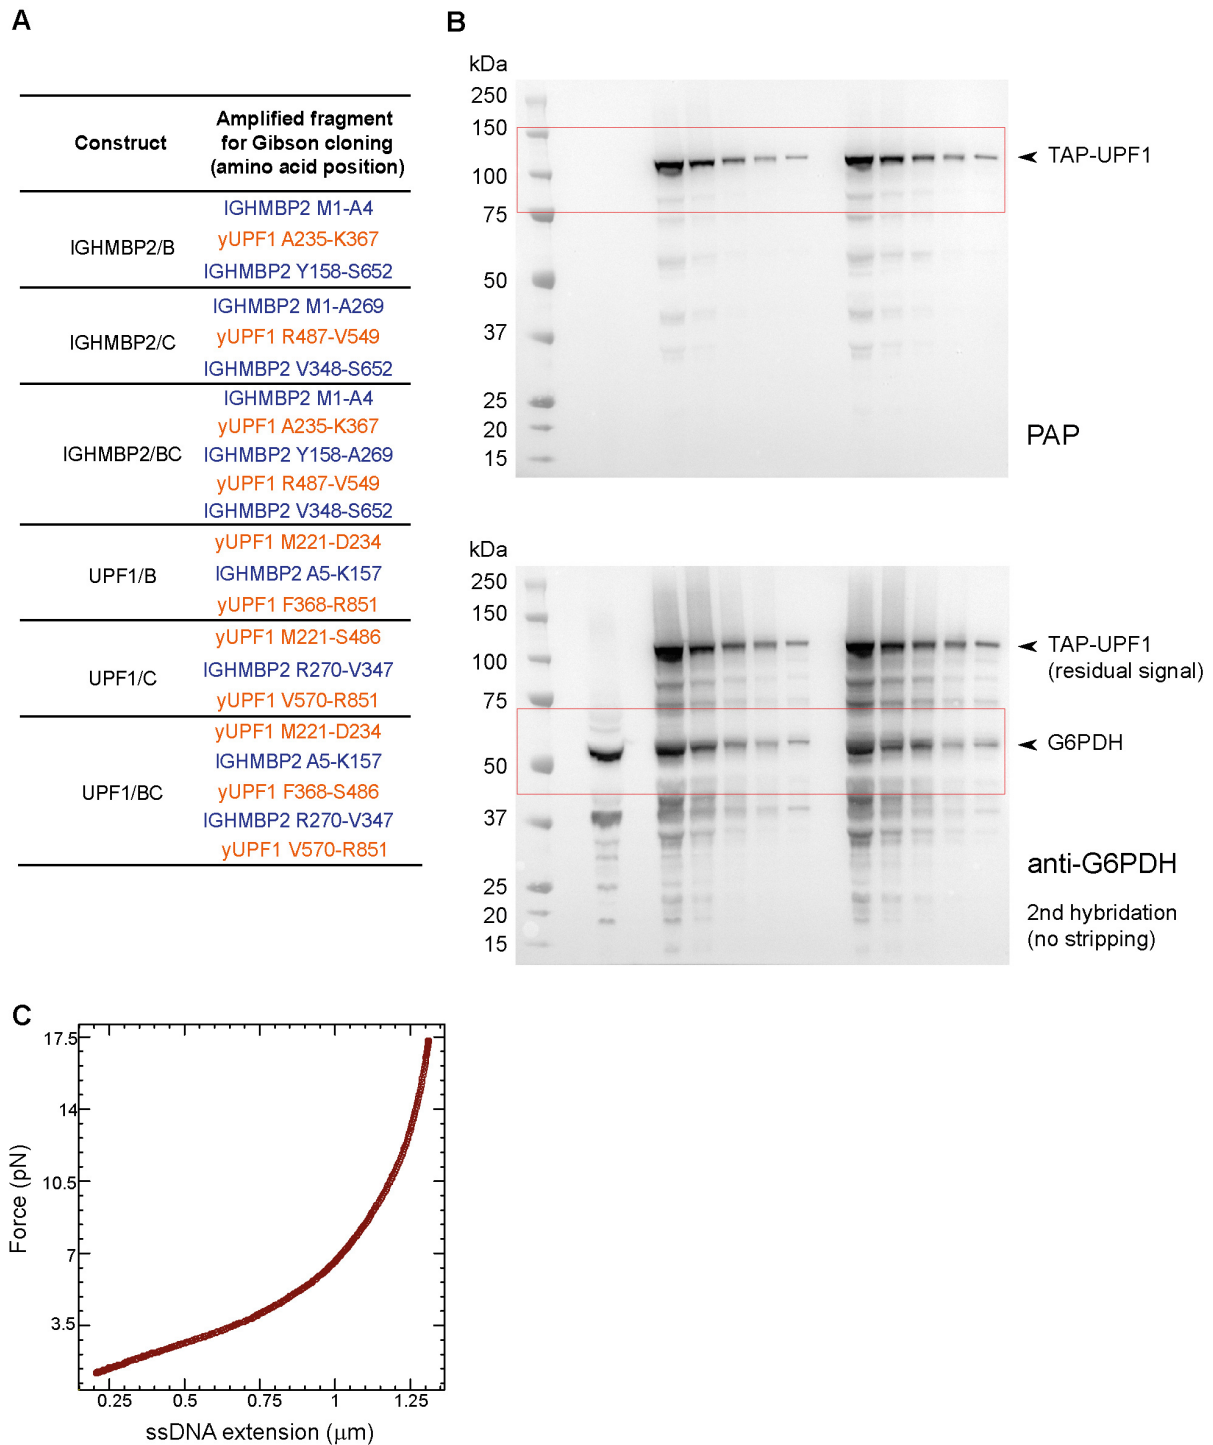 A
Construct
Amplified fragment
for Gibson cloning
(amino acid position)
IGHMBP2/B
IGHMBP2 M1-A4
yUPF1 A235-K367
IGHMBP2 Y158-S652
IGHMBP2/C
IGHMBP2 M1-A269
yUPF1 R487-V549
IGHMBP2 V348-S652
IGHMBP2/BC
IGHMBP2 M1-A4
yUPF1 A235-K367
IGHMBP2 Y158-A269
yUPF1 R487-V549
IGHMBP2 V348-S652
UPF1/B
yUPF1 M221-D234
IGHMBP2 A5-K157
yUPF1 F368-R851
UPF1/C
yUPF1 M221-S486
IGHMBP2 R270-V347
yUPF1 V570-R851
UPF1/BC
yUPF1 M221-D234
IGHMBP2 A5-K157
yUPF1 F368-S486
IGHMBP2 R270-V347
yUPF1 V570-R851
B
kDa
250
150
100
75
50
37
25
20
15
TAP-UPF1
PAP
kDa
250
150
100
75
50
37
25
20
15
TAP-UPF1
(residual signal)
G6PDH
anti-G6PDH
2nd hybridation
(no stripping)
C
Force (pN)
17.5
14
10.5
7
3.5
0.25
0.5
0.75
1
1.25
ssDNA extension (μm)